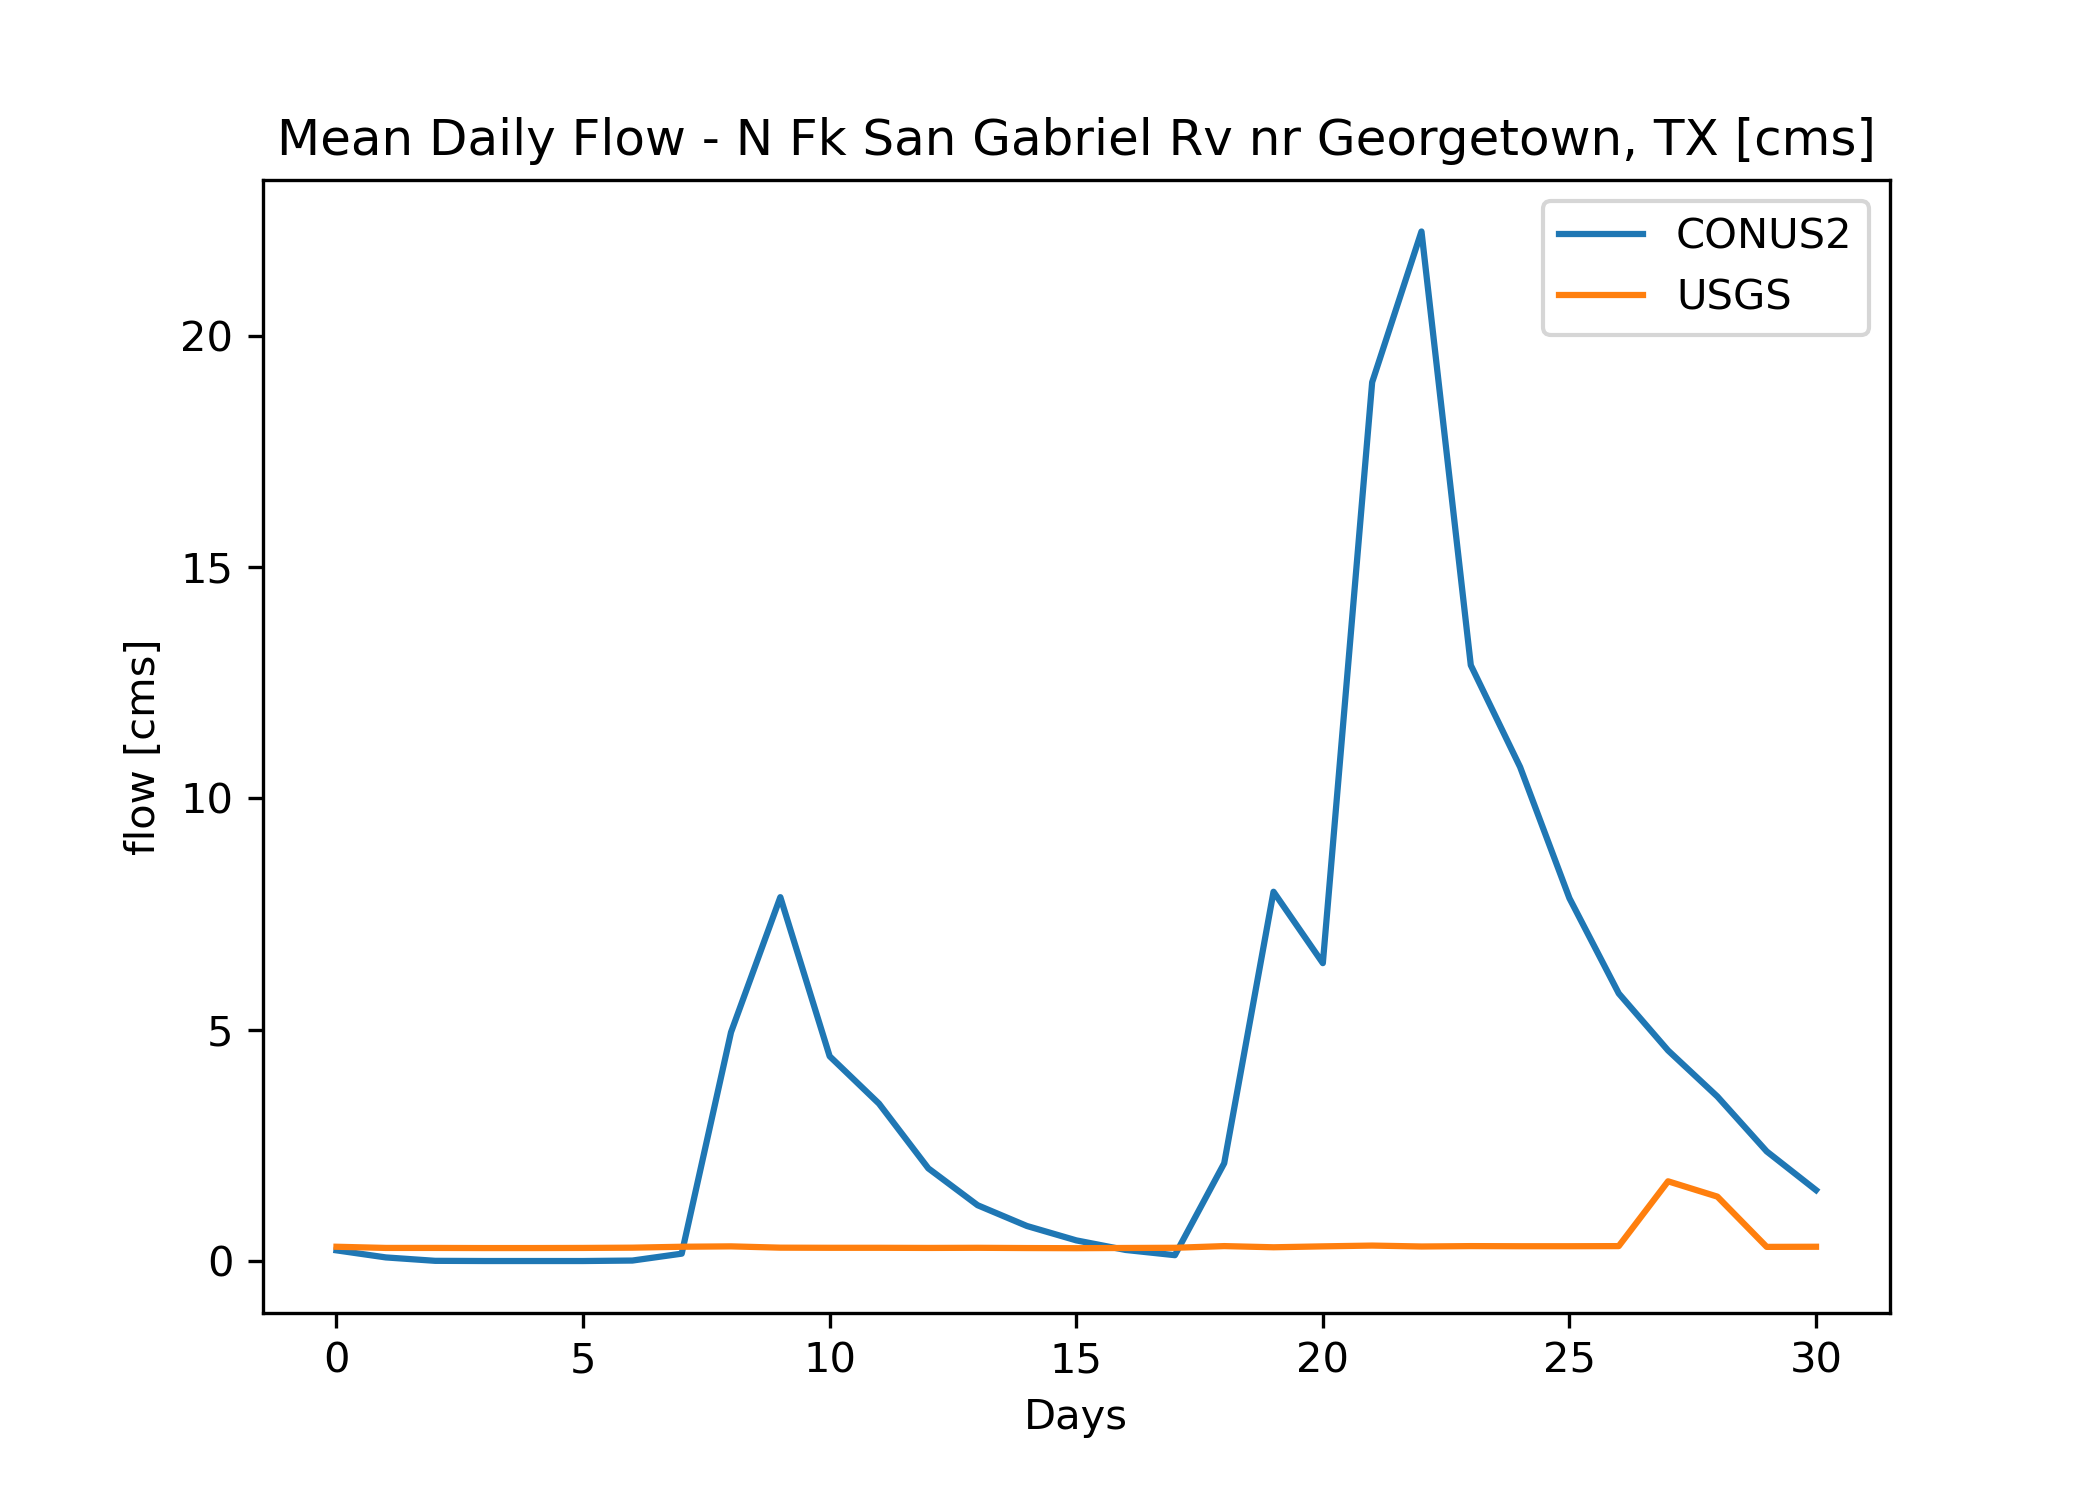 Mean Daily Flow - N Fk San Gabriel Rv nr Georgetown, TX [cms]
CONUS2
USGS
20
15
10
5
0
flow [cms]
0 5 10 15 20 25 30
Days